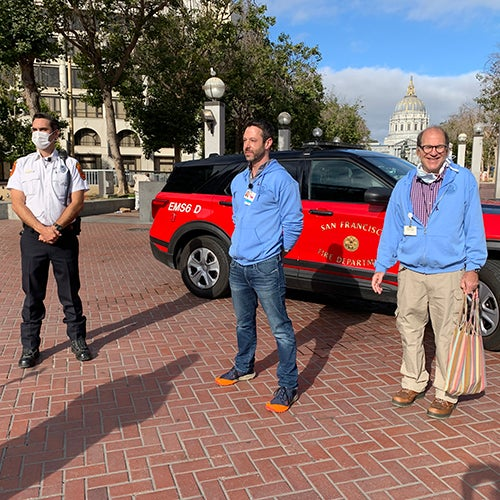 EMS6 D
SAN FRANCISCO
FIRE DEPARTMENT